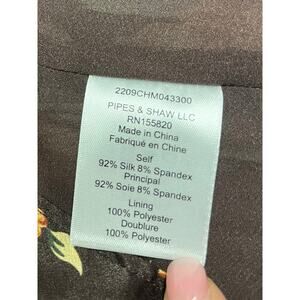 2209CHM043300
PIPES & SHAW LLC
RN155820
Made in China
Fabriqué en Chine
Self
92% Silk 8% Spandex
Principal
92% Soie 8% Spandex
Lining
100% Polyester
Doublure
100% Polyester